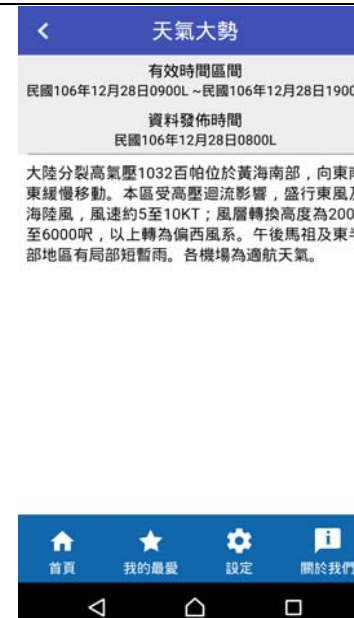 天氣大勢
有效時間區間
民國106年12月28日0900L ~民國106年12月28日1900
資料發佈時間
民國106年12月28日0800L
大陸分裂高氣壓1032百帕位於黃海南部，向東南
東緩慢移動。本區受高壓迴流影響，盛行東風及
海陸風，風速約5至10KT；風層轉換高度為200
至6000呎，以上轉為偏西風系。午後馬祖及東半
部地區有局部短暫雨。各機場為適航天氣。
首頁 我的最愛 設定 關於我們